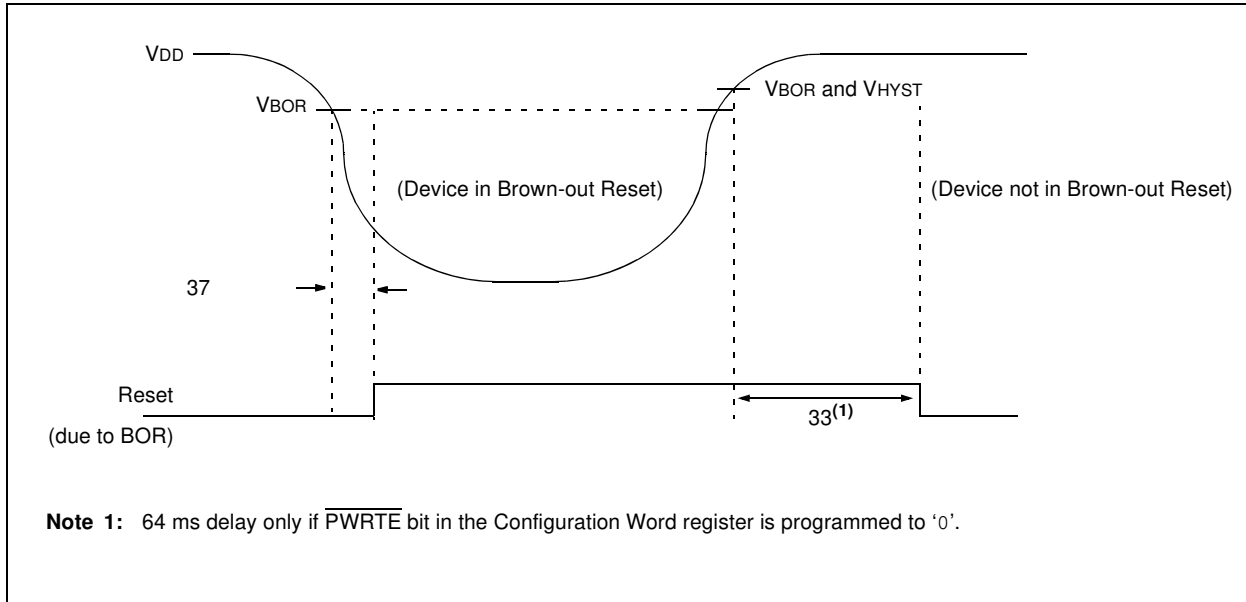 VDD
VBOR and VHYST
VBOR
(Device in Brown-out Reset)
(Device not in Brown-out Reset)
37
Reset
33(1)
(due to BOR)
Note 1: 64 ms delay only if PWRTE bit in the Configuration Word register is programmed to ‘0’.